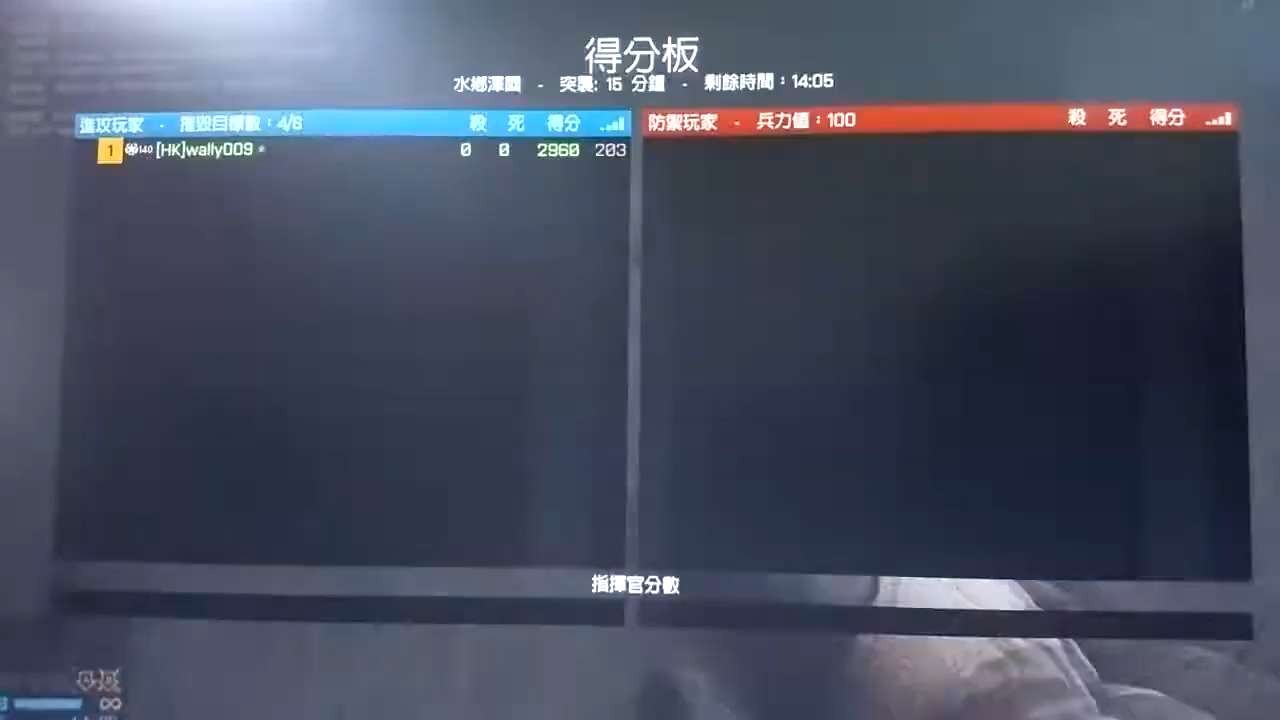 得分板
水鄉澤國 - 突襲: 15 分鐘 - 剩餘時間：14:05
進攻玩家 - 摧毀目標數：4/6 殺 死 得分
防禦玩家 - 兵力值：100 殺 死 得分
1 140 [HK]wally009 0 0 2960 203
指揮官分數